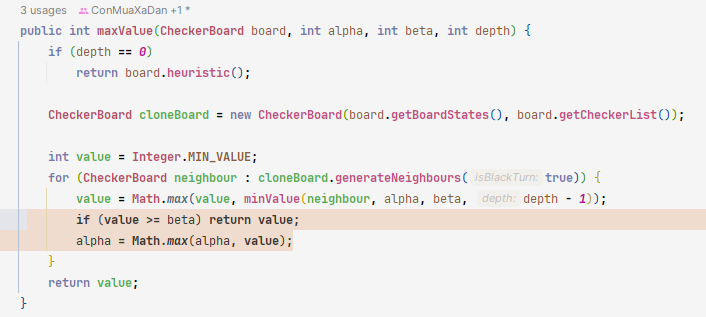 3 usages ConMuaXaDan +1 *
public int maxValue(CheckerBoard board, int alpha, int beta, int depth) {
if (depth == 0)
return board.heuristic();
CheckerBoard cloneBoard = new CheckerBoard(board.getBoardStates(), board.getCheckerList());
int value = Integer.MIN_VALUE;
for (CheckerBoard neighbour : cloneBoard.generateNeighbours( isBlackTurn: true)) {
value = Math.max(value, minValue(neighbour, alpha, beta, depth: depth - 1));
if (value >= beta) return value;
alpha = Math.max(alpha, value);
}
return value;
}